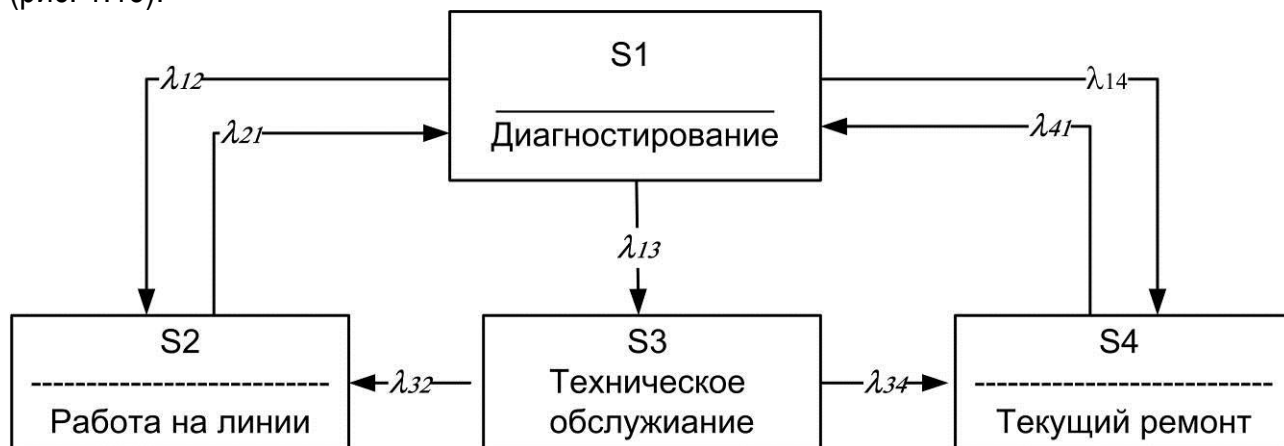 (рис. 1.16).
S1
λ12
λ14
Диагностирование
λ21
λ41
λ13
S2
S3
S4
Техническое
λ32
λ34
обслужиание
Работа на линии
Текущий ремонт